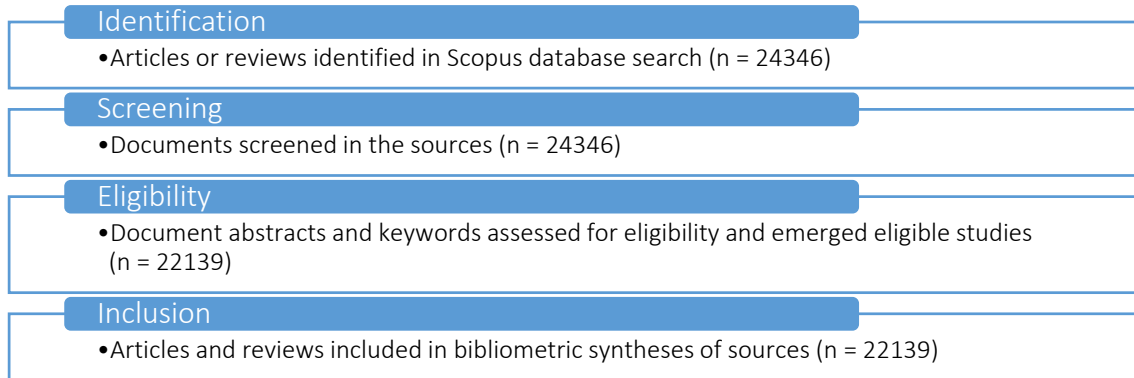 Identification
•Articles or reviews identified in Scopus database search (n = 24346)
Screening
•Documents screened in the sources (n = 24346)
Eligibility
•Document abstracts and keywords assessed for eligibility and emerged eligible studies
(n = 22139)
Inclusion
•Articles and reviews included in bibliometric syntheses of sources (n = 22139)